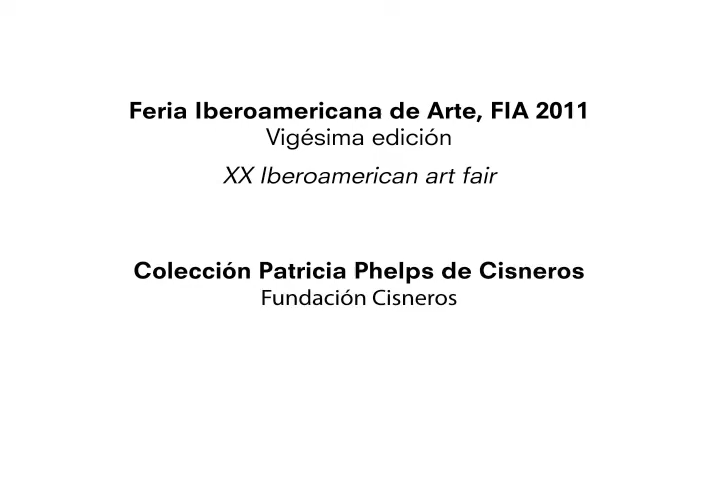 Feria Iberoamericana de Arte, FIA 2011
Vigésima edición
XX Iberoamerican art fair
Colección Patricia Phelps de Cisneros
Fundación Cisneros